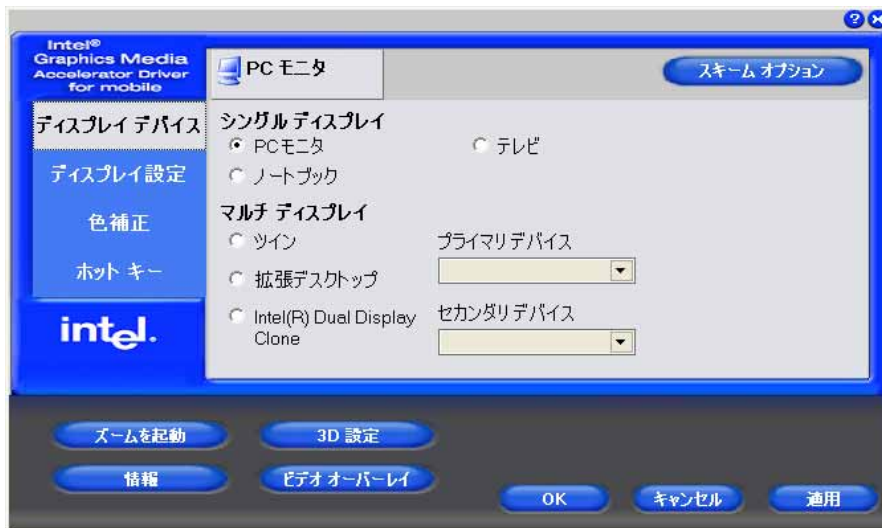 Intel®
Graphics Media
Accelerator Driver
for mobile
PC モニタ
スキーム オプション
ディスプレイ デバイス
ディスプレイ設定
色補正
ホット キー
intel.
シングル ディスプレイ
PCモニタ
テレビ
ノートブック
マルチ ディスプレイ
ツイン
プライマリ デバイス
拡張デスクトップ
Intel(R) Dual Display
Clone
セカンダリ デバイス
ズームを起動
3D 設定
情報
ビデオ オーバーレイ
OK
キャンセル
適用